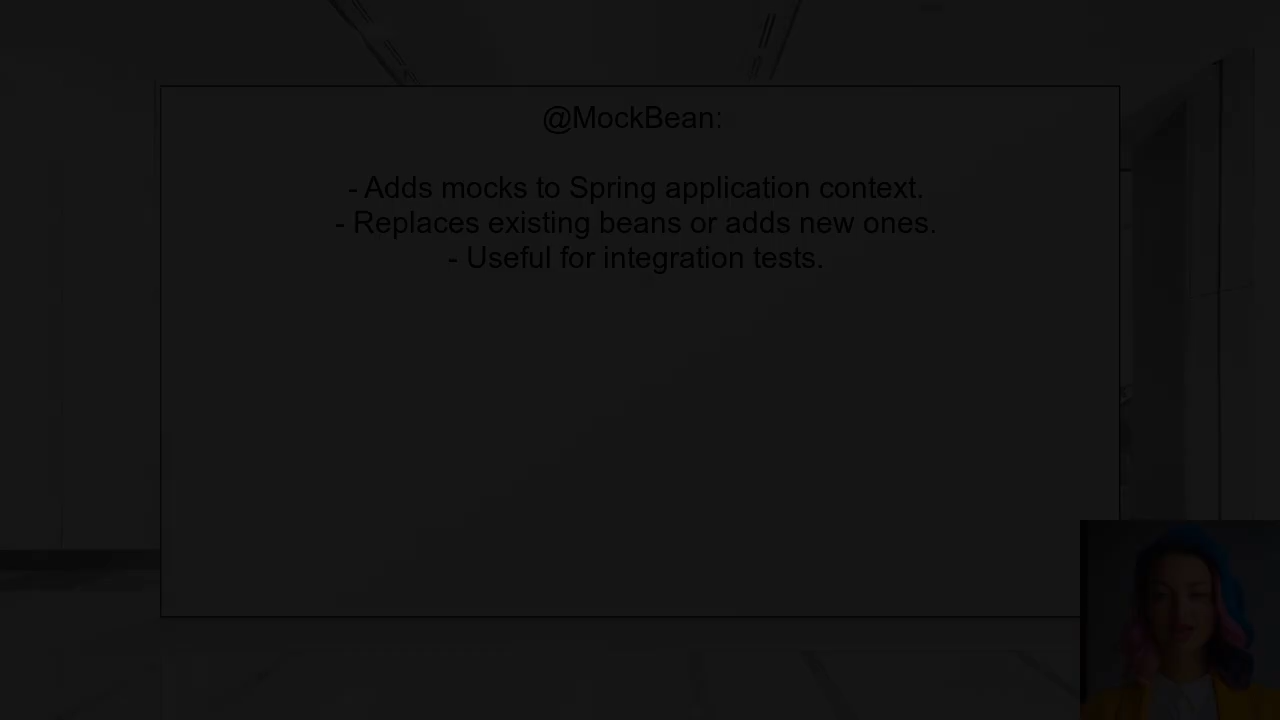 @MockBean:
- Adds mocks to Spring application context.
- Replaces existing beans or adds new ones.
- Useful for integration tests.